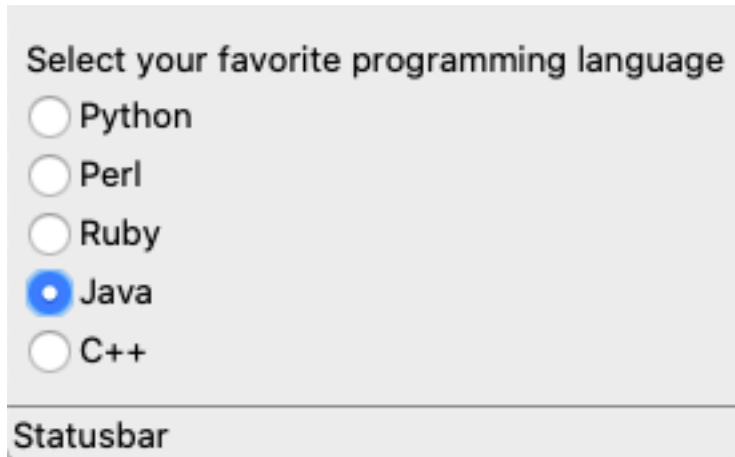 Select your favorite programming language
Python
Perl
Ruby
Java
C++
Statusbar